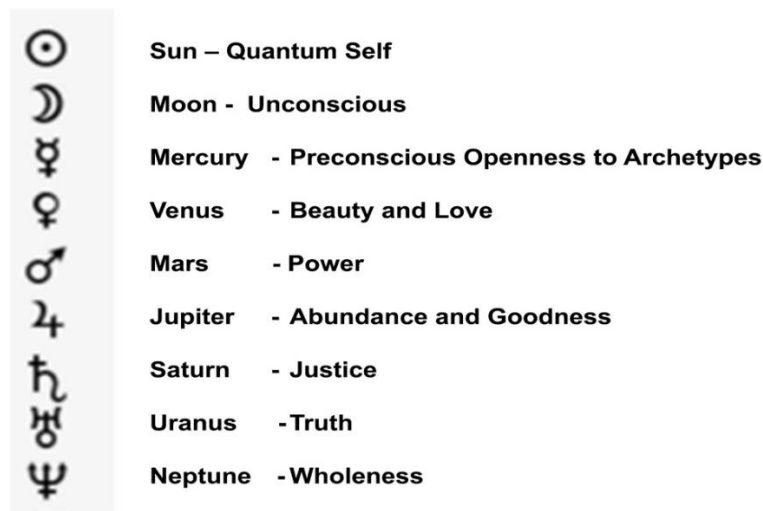 Sun – Quantum Self
Moon - Unconscious
Mercury - Preconscious Openness to Archetypes
Venus - Beauty and Love
Mars - Power
Jupiter - Abundance and Goodness
Saturn - Justice
Uranus -Truth
Neptune -Wholeness